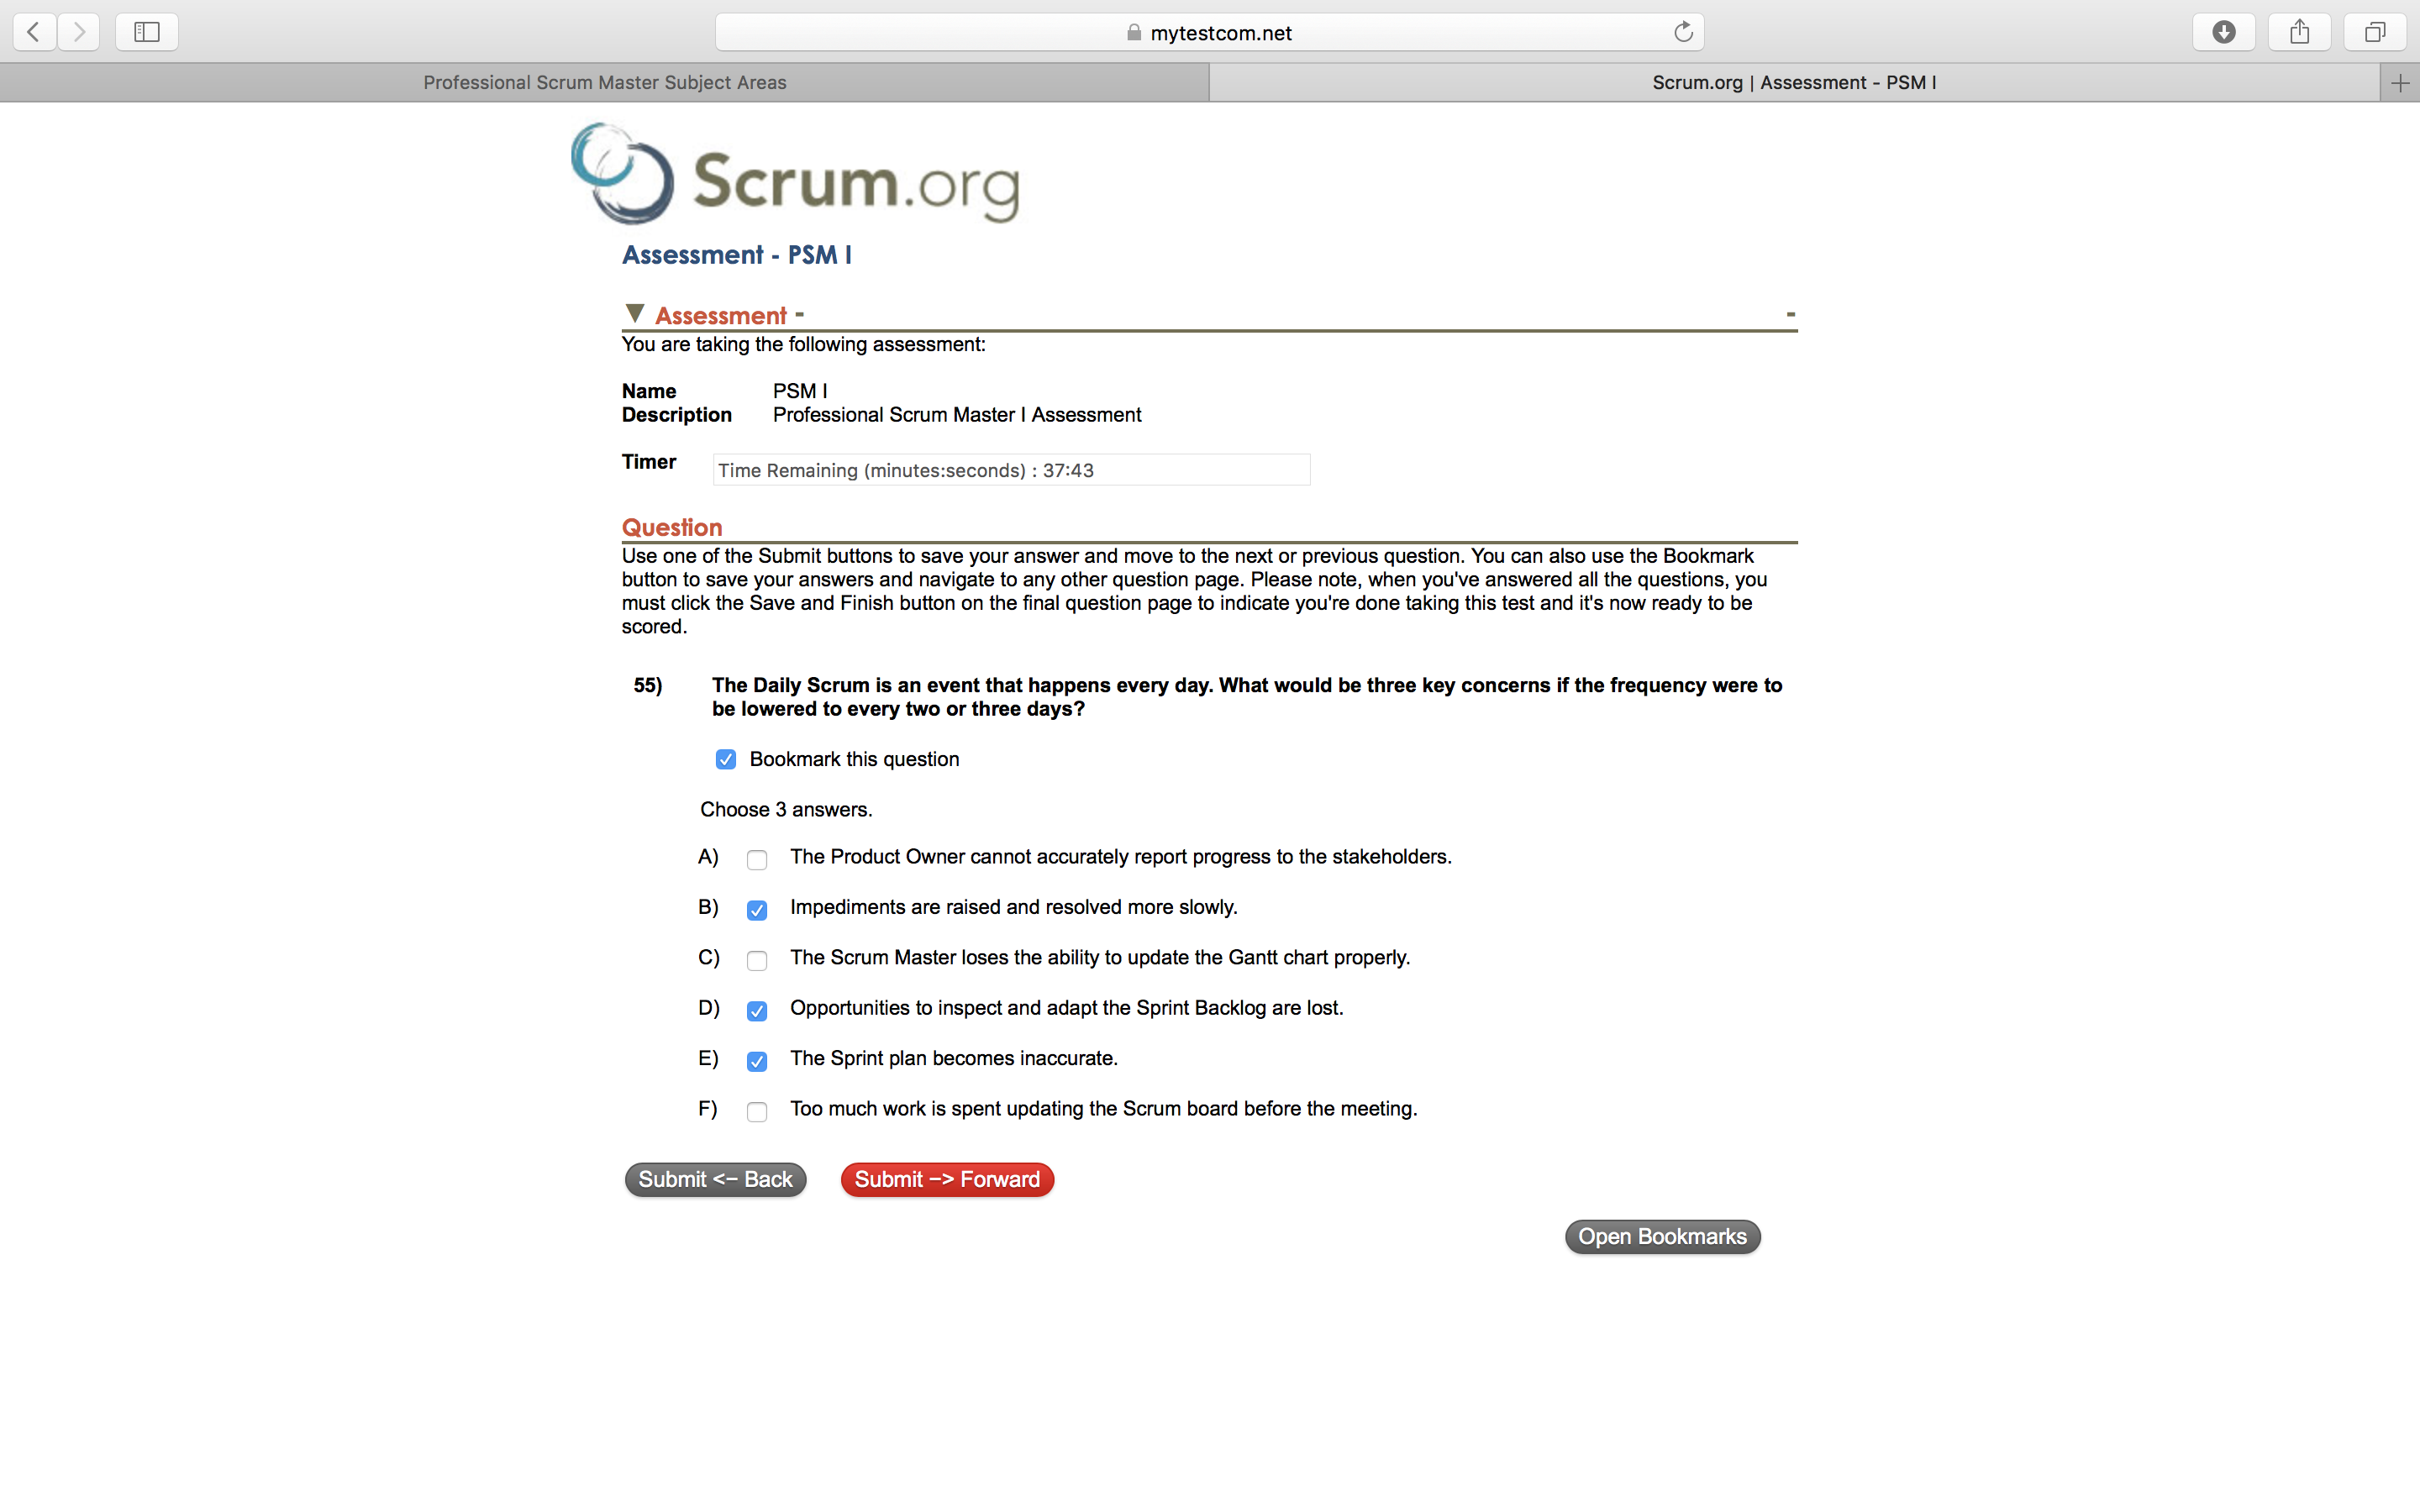 mytestcom.net
Professional Scrum Master Subject Areas
Scrum.org | Assessment - PSM I
Scrum.org
Assessment - PSM I
▼ Assessment - -
You are taking the following assessment:
Name PSM I
Description Professional Scrum Master I Assessment
Timer Time Remaining (minutes:seconds) : 37:43
Question
Use one of the Submit buttons to save your answer and move to the next or previous question. You can also use the Bookmark
button to save your answers and navigate to any other question page. Please note, when you've answered all the questions, you
must click the Save and Finish button on the final question page to indicate you're done taking this test and it's now ready to be
scored.
55) The Daily Scrum is an event that happens every day. What would be three key concerns if the frequency were to
be lowered to every two or three days?
Bookmark this question
Choose 3 answers.
A) The Product Owner cannot accurately report progress to the stakeholders.
B) Impediments are raised and resolved more slowly.
C) The Scrum Master loses the ability to update the Gantt chart properly.
D) Opportunities to inspect and adapt the Sprint Backlog are lost.
E) The Sprint plan becomes inaccurate.
F) Too much work is spent updating the Scrum board before the meeting.
Submit <- Back Submit -> Forward
Open Bookmarks